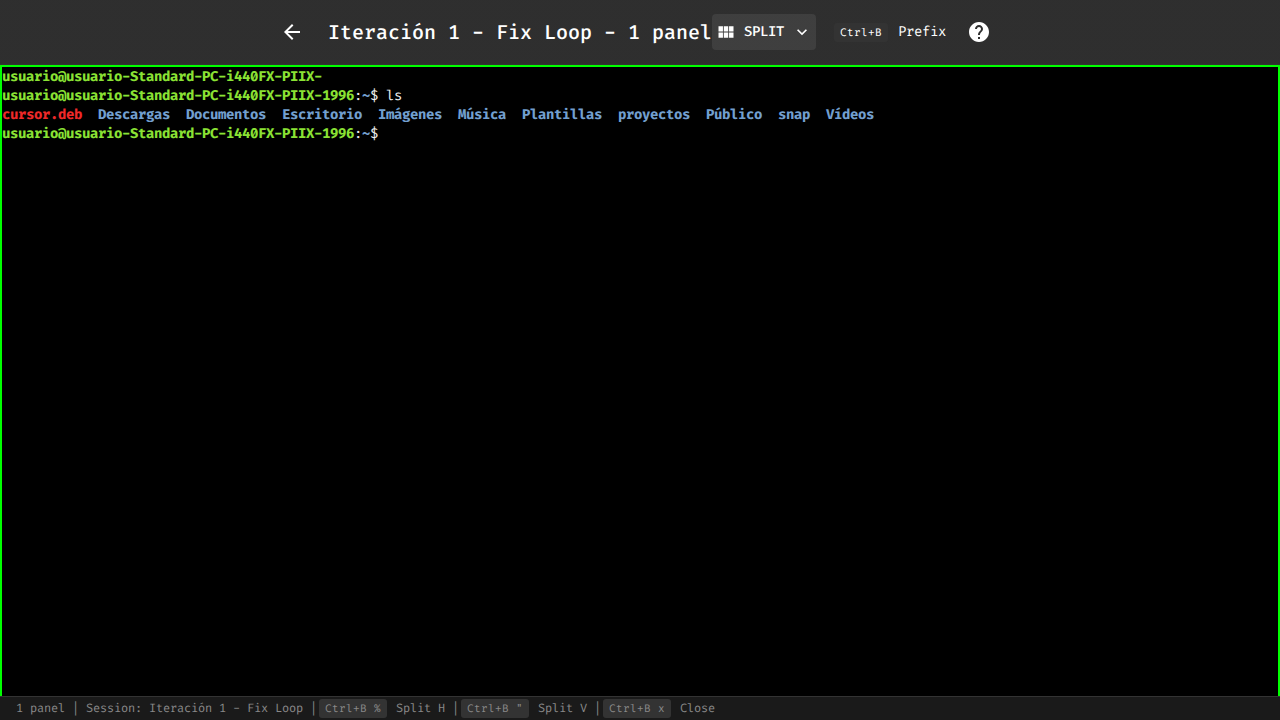 Iteración 1 - Fix Loop - 1 panel SPLIT Ctrl+B Prefix ?
usuario@usuario-Standard-PC-i440FX-PIIX-
usuario@usuario-Standard-PC-i440FX-PIIX-1996:~$ ls
cursor.deb Descargas Documentos Escritorio Imágenes Música Plantillas proyectos Público snap Vídeos
usuario@usuario-Standard-PC-i440FX-PIIX-1996:~$
1 panel | Session: Iteración 1 - Fix Loop | Ctrl+B % Split H | Ctrl+B " Split V | Ctrl+B x Close